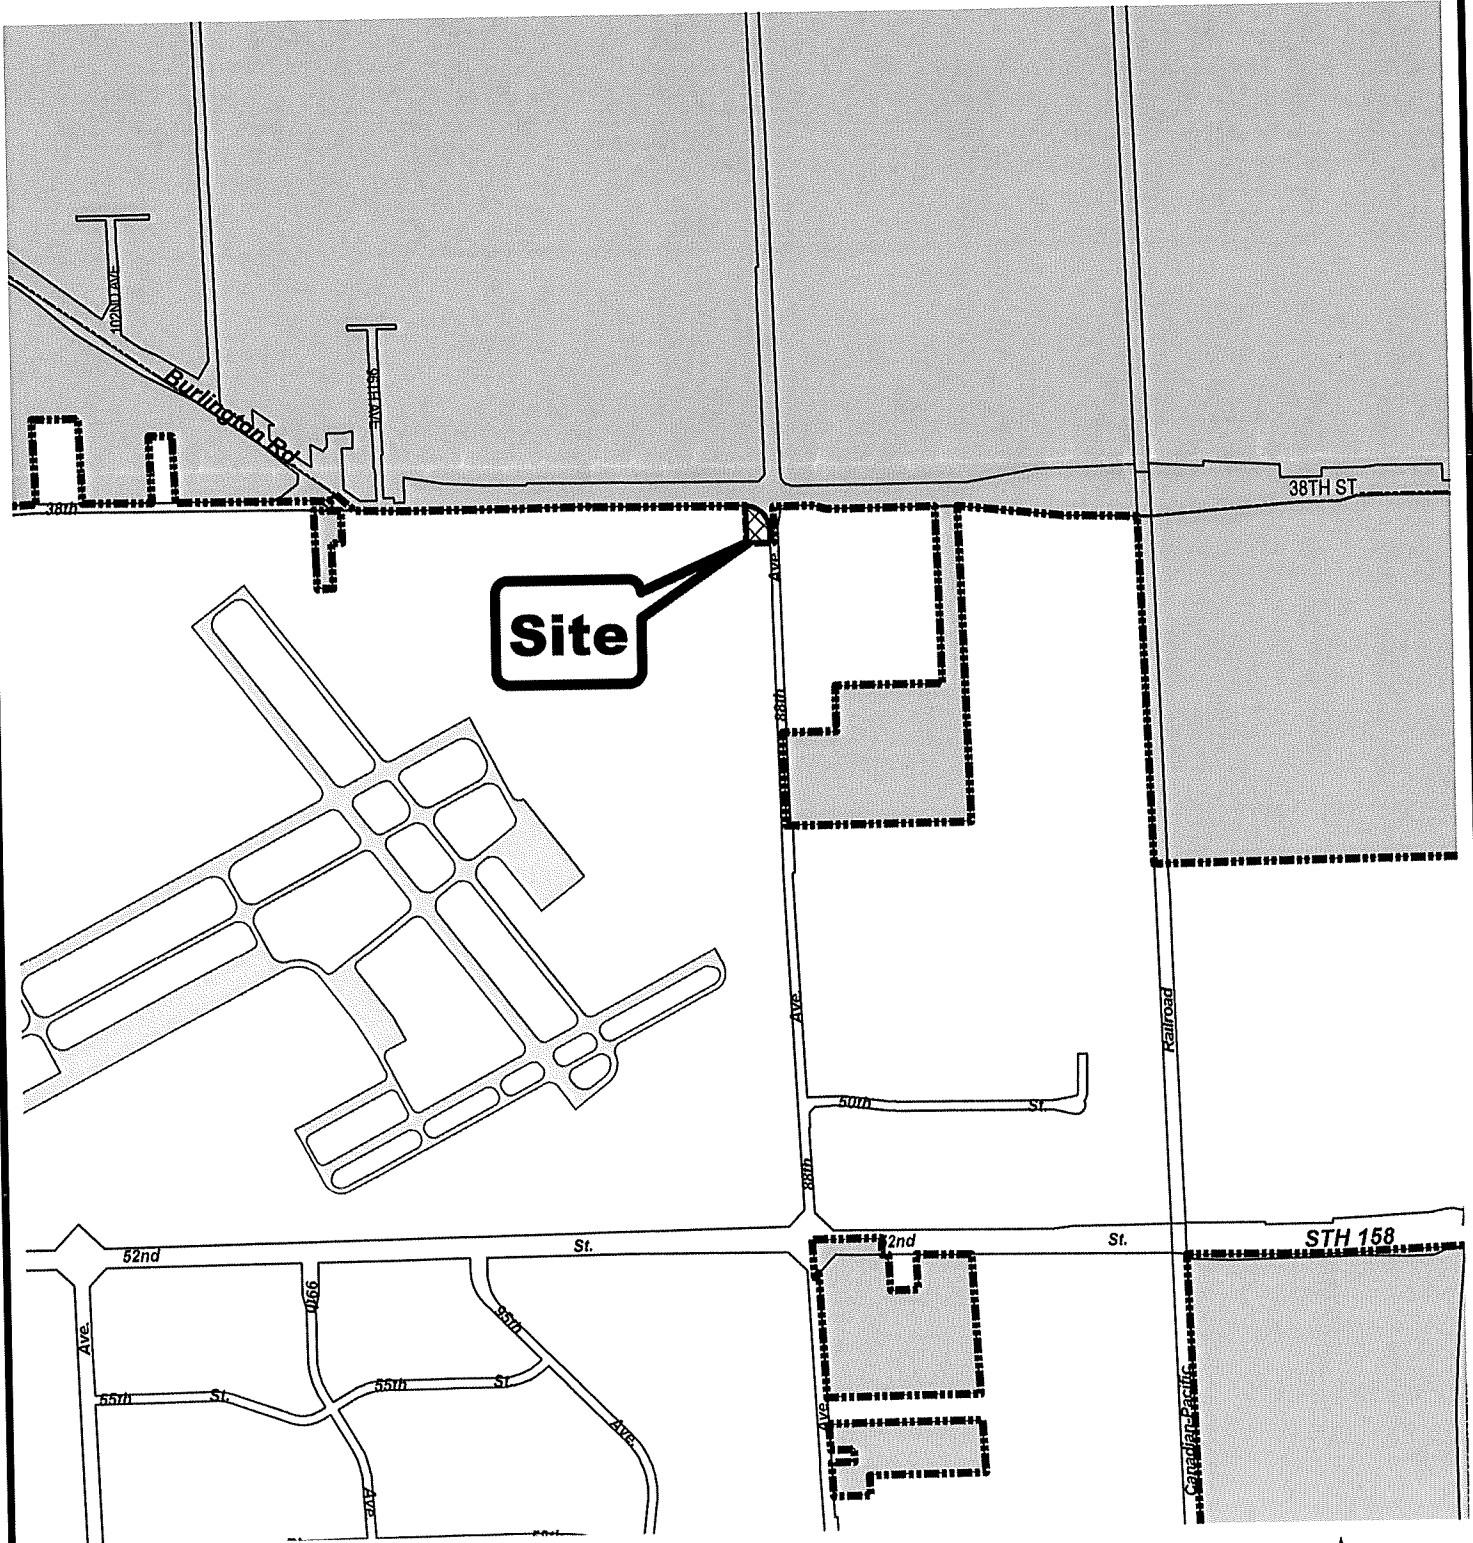 102ND AVE
96TH AVE
Burlington Rd
38th
38TH ST
Ave.
Site
88th
Ave.
Railroad
50th
St.
88th
52nd
St.
2nd
St.
STH 158
Ave.
99th
95th
55th
St.
55th
St.
Ave.
Ave.
Canadian-Pacific
Ave